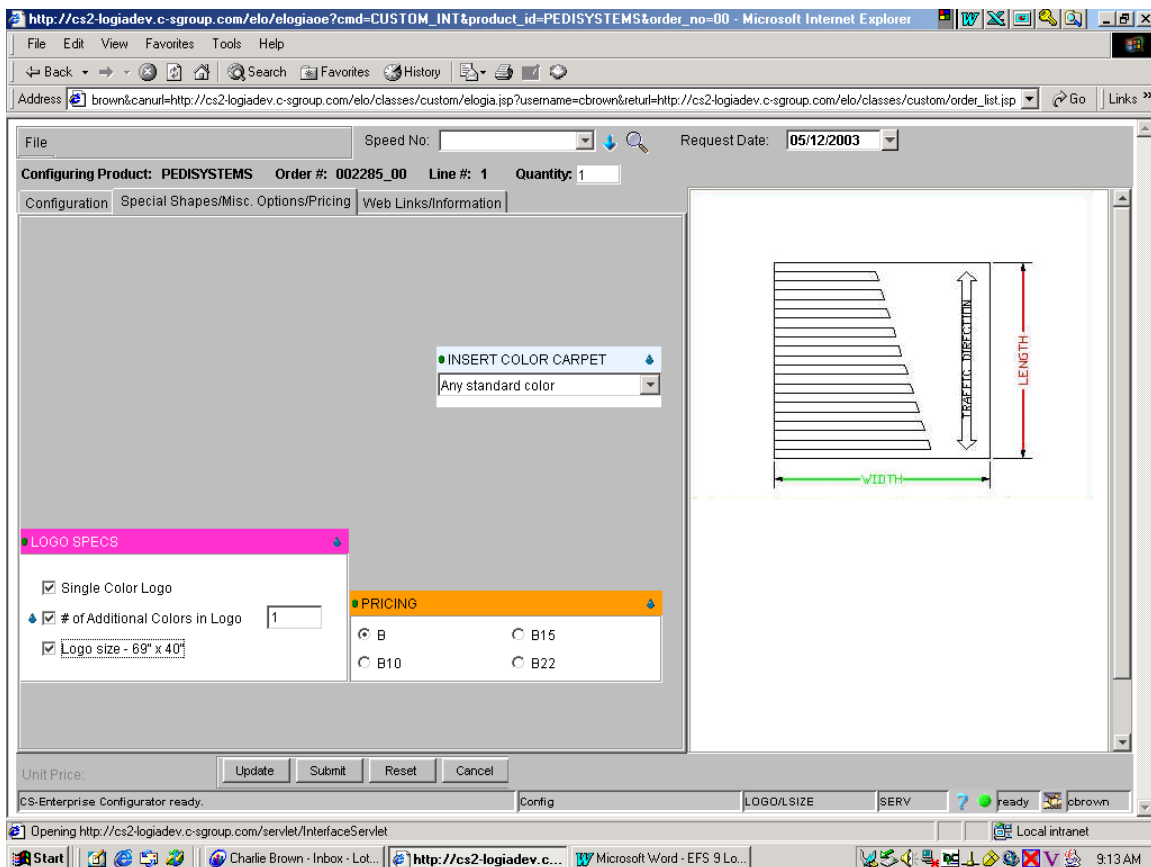 http://cs2-logiadev.c-sgroup.com/elo/elogiaoe?cmd=CUSTOM_INT&product_id=PEDISYSTEMS&order_no=00 - Microsoft Internet Explorer
File Edit View Favorites Tools Help
Back Search Favorites History
Address brown&canurl=http://cs2-logiadev.c-sgroup.com/elo/classes/custom/elogia.jsp?username=cbrown&returl=http://cs2-logiadev.c-sgroup.com/elo/classes/custom/order_list.jsp Go Links »
File Speed No: Request Date: 05/12/2003
Configuring Product: PEDISYSTEMS Order #: 002285_00 Line #: 1 Quantity: 1
Configuration Special Shapes/Misc. Options/Pricing Web Links/Information
TRAFFIC DIRECTION
LENGTH
WIDTH
INSERT COLOR CARPET
Any standard color
LOGO SPECS
Single Color Logo
# of Additional Colors in Logo 1
Logo size - 69" x 40"
PRICING
B B15
B10 B22
Unit Price: Update Submit Reset Cancel
CS-Enterprise Configurator ready. Config LOGO/LSIZE SERV ready cbrown
Opening http://cs2-logiadev.c-sgroup.com/servlet/InterfaceServlet Local intranet
Start Charlie Brown - Inbox - Lot... http://cs2-logiadev.c... Microsoft Word - EFS 9 Lo... 9:13 AM